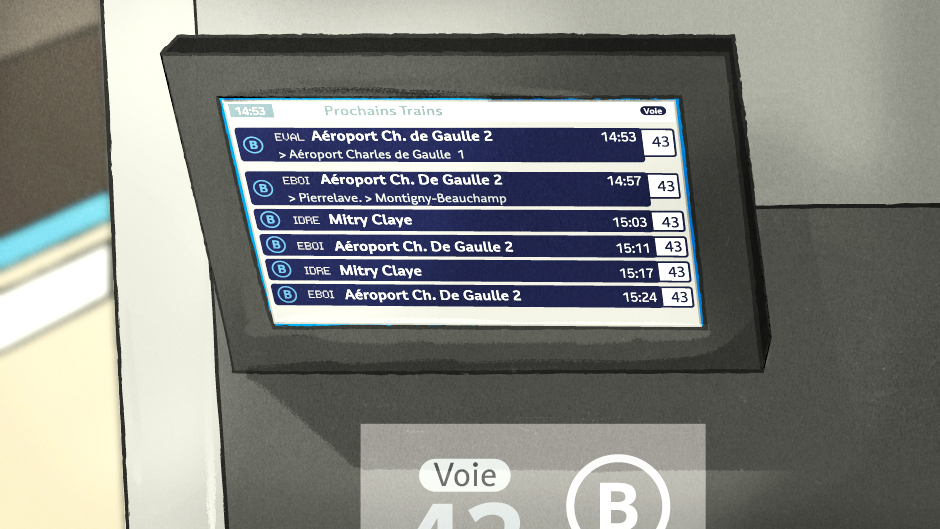 14:53 Prochains Trains Voie
B EVAL Aéroport Ch. de Gaulle 2 14:53 43
> Aéroport Charles de Gaulle 1
B EBOI Aéroport Ch. De Gaulle 2 14:57 43
> Pierrelave. > Montigny-Beauchamp
B IDRE Mitry Claye 15:03 43
B EBOI Aéroport Ch. De Gaulle 2 15:11 43
B IDRE Mitry Claye 15:17 43
B EBOI Aéroport Ch. De Gaulle 2 15:24 43
Voie
43 B